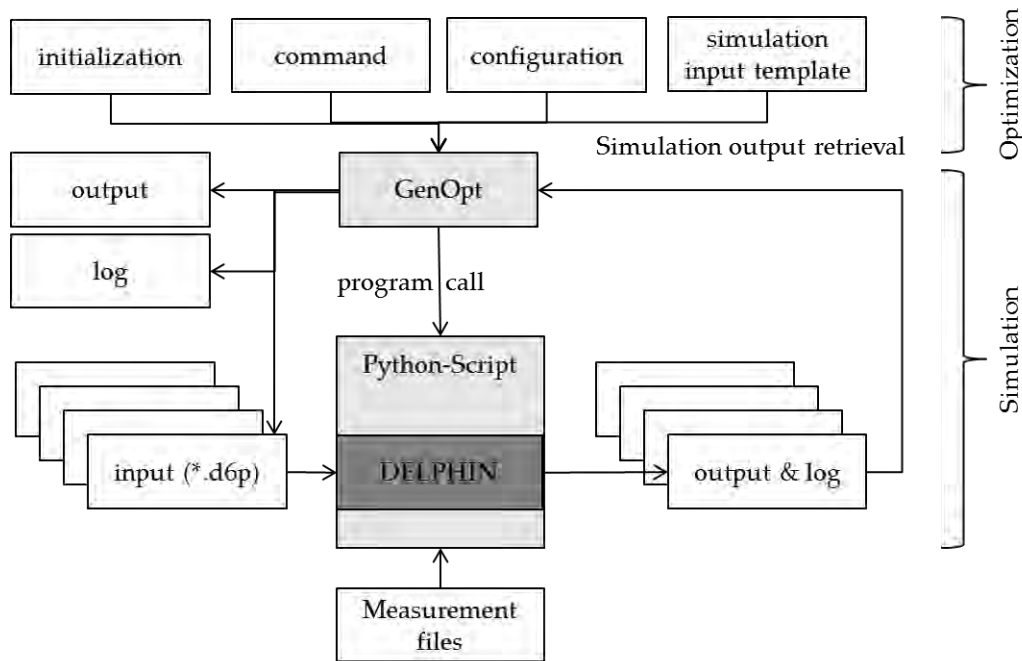 initialization
command
configuration
simulation
input template
Optimization
Simulation output retrieval
output
GenOpt
log
program call
Simulation
Python-Script
input (*.d6p)
DELPHIN
output & log
Measurement
files